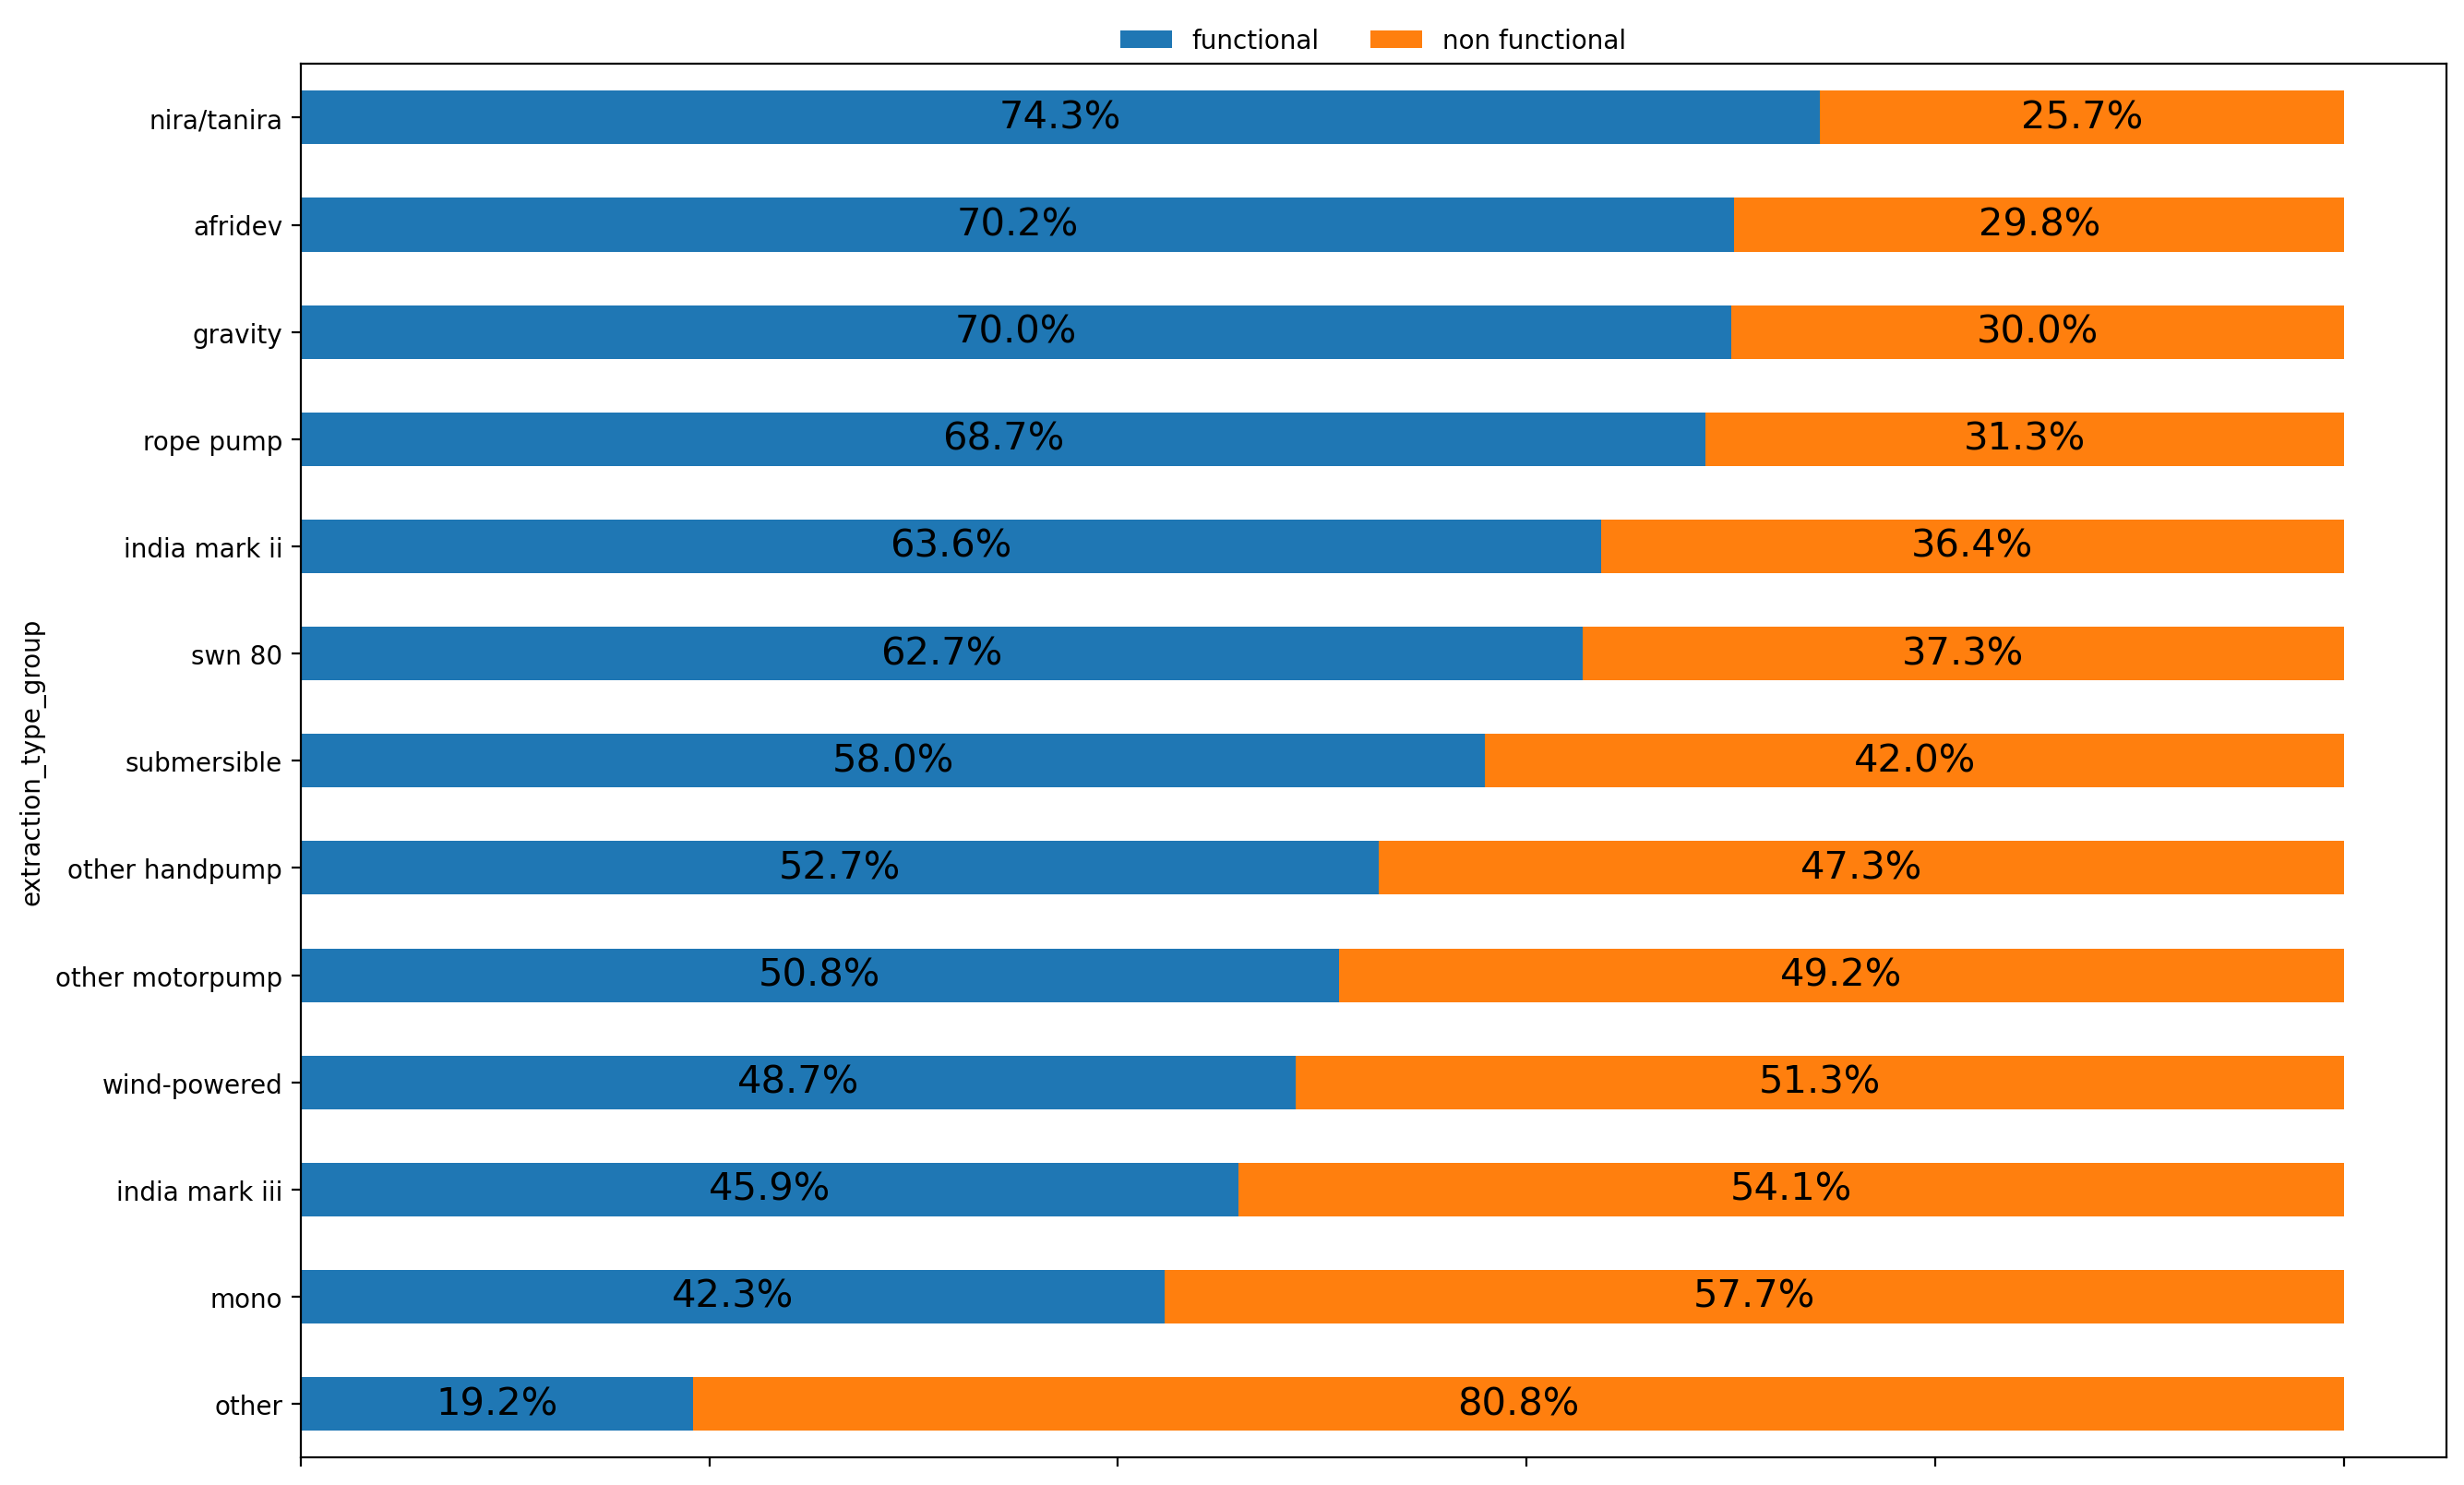 functional non functional
nira/tanira 74.3% 25.7%
afridev 70.2% 29.8%
gravity 70.0% 30.0%
rope pump 68.7% 31.3%
india mark ii 63.6% 36.4%
swn 80 62.7% 37.3%
submersible 58.0% 42.0%
other handpump 52.7% 47.3%
other motorpump 50.8% 49.2%
wind-powered 48.7% 51.3%
india mark iii 45.9% 54.1%
mono 42.3% 57.7%
other 19.2% 80.8%
extraction_type_group